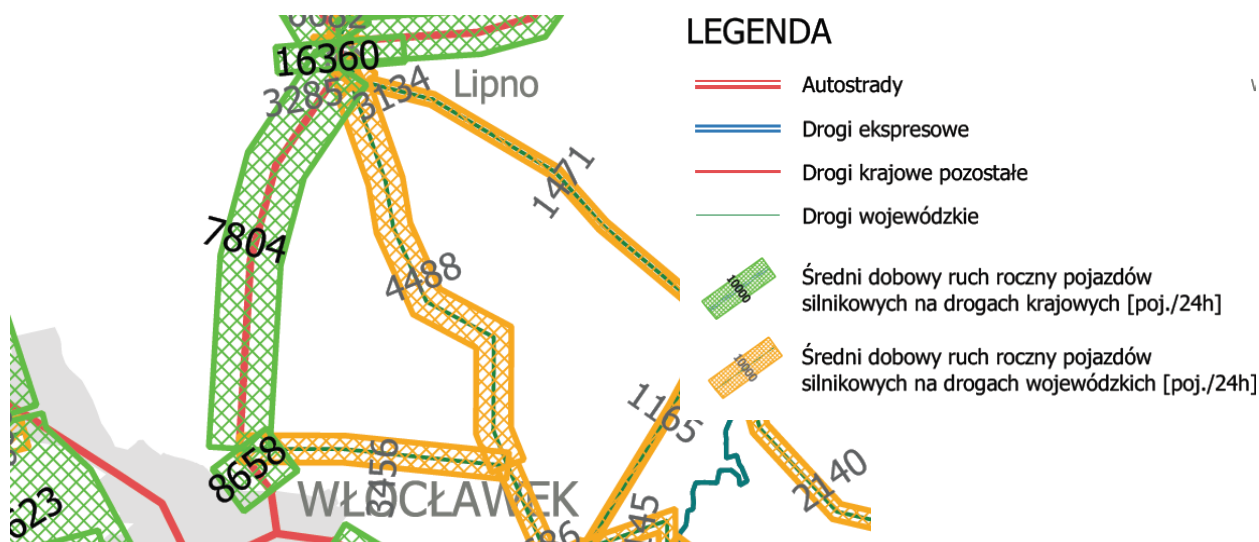 16360
3285
3134
Lipno
1471
7804
4488
1165
8658
3456
WŁOCŁAWEK
2140
LEGENDA
Autostrady
Drogi ekspresowe
Drogi krajowe pozostałe
Drogi wojewódzkie
10000
Średni dobowy ruch roczny pojazdów
silnikowych na drogach krajowych [poj./24h]
10000
Średni dobowy ruch roczny pojazdów
silnikowych na drogach wojewódzkich [poj./24h]